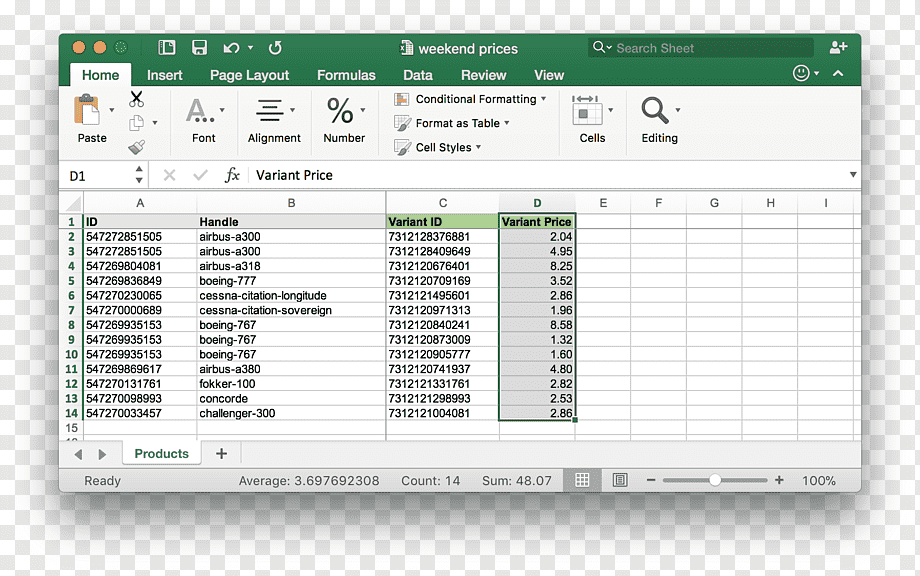 weekend prices
Search Sheet
Home Insert Page Layout Formulas Data Review View
Paste
Font
Alignment
%
Number
Conditional Formatting
Format as Table
Cell Styles
Cells
Editing
D1 fx Variant Price
A B C D E F G H I
1 ID Handle Variant ID Variant Price
2 547272851505 airbus-a300 7312128376881 2.04
3 547272851505 airbus-a300 7312128409649 4.95
4 547269804081 airbus-a318 7312120676401 8.25
5 547269836849 boeing-777 7312120709169 3.52
6 547270230065 cessna-citation-longitude 7312121495601 2.86
7 547270000689 cessna-citation-sovereign 7312120971313 1.96
8 547269935153 boeing-767 7312120840241 8.58
9 547269935153 boeing-767 7312120873009 1.32
10 547269935153 boeing-767 7312120905777 1.60
11 547269869617 airbus-a380 7312120741937 4.80
12 547270131761 fokker-100 7312121331761 2.82
13 547270098993 concorde 7312121298993 2.53
14 547270033457 challenger-300 7312121004081 2.86
15
Products +
Ready Average: 3.697692308 Count: 14 Sum: 48.07 − + 100%